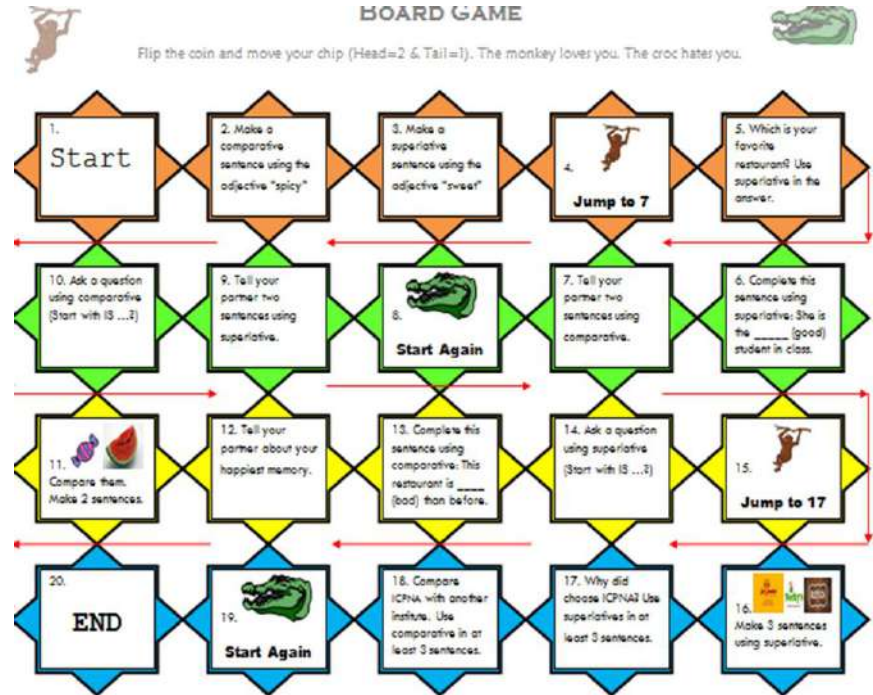 BOARD GAME
Flip the coin and move your chip (Head=2 & Tail=1). The monkey loves you. The croc hates you.
1.
Start
2. Make a
comparative
sentence using the
adjective "spicy"
3. Make a
superlative
sentence using the
adjective "sweet"
4.
Jump to 7
5. Which is your
favorite
restaurant? Use
superlative in the
answer.
10. Ask a question
using comparative
(Start with IS ...?)
9. Tell your
partner two
sentences using
superlative.
8.
Start Again
7. Tell your
partner two
sentences using
comparative.
6. Complete this
sentence using
superlative: She is
the _____ (good)
student in class.
11.
Compare them.
Make 2 sentences.
12. Tell your
partner about your
happiest memory.
13. Complete this
sentence using
comparative: This
restaurant is ____
(bad) than before.
14. Ask a question
using superlative
(Start with IS ...?)
15.
Jump to 17
20.
END
19.
Start Again
18. Compare
ICPNA with another
institute. Use
comparative in at
least 3 sentences.
17. Why did
choose ICPNA? Use
superlatives in at
least 3 sentences.
16.
Make 3 sentences
using superlative.